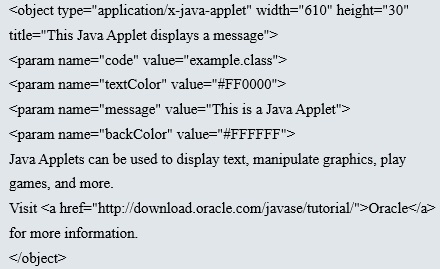 <object type="application/x-java-applet" width="610" height="30"
title="This Java Applet displays a message">
<param name="code" value="example.class">
<param name="textColor" value="#FF0000">
<param name="message" value="This is a Java Applet">
<param name="backColor" value="#FFFFFF">
Java Applets can be used to display text, manipulate graphics, play
games, and more.
Visit <a href="http://download.oracle.com/javase/tutorial/">Oracle</a>
for more information.
</object>